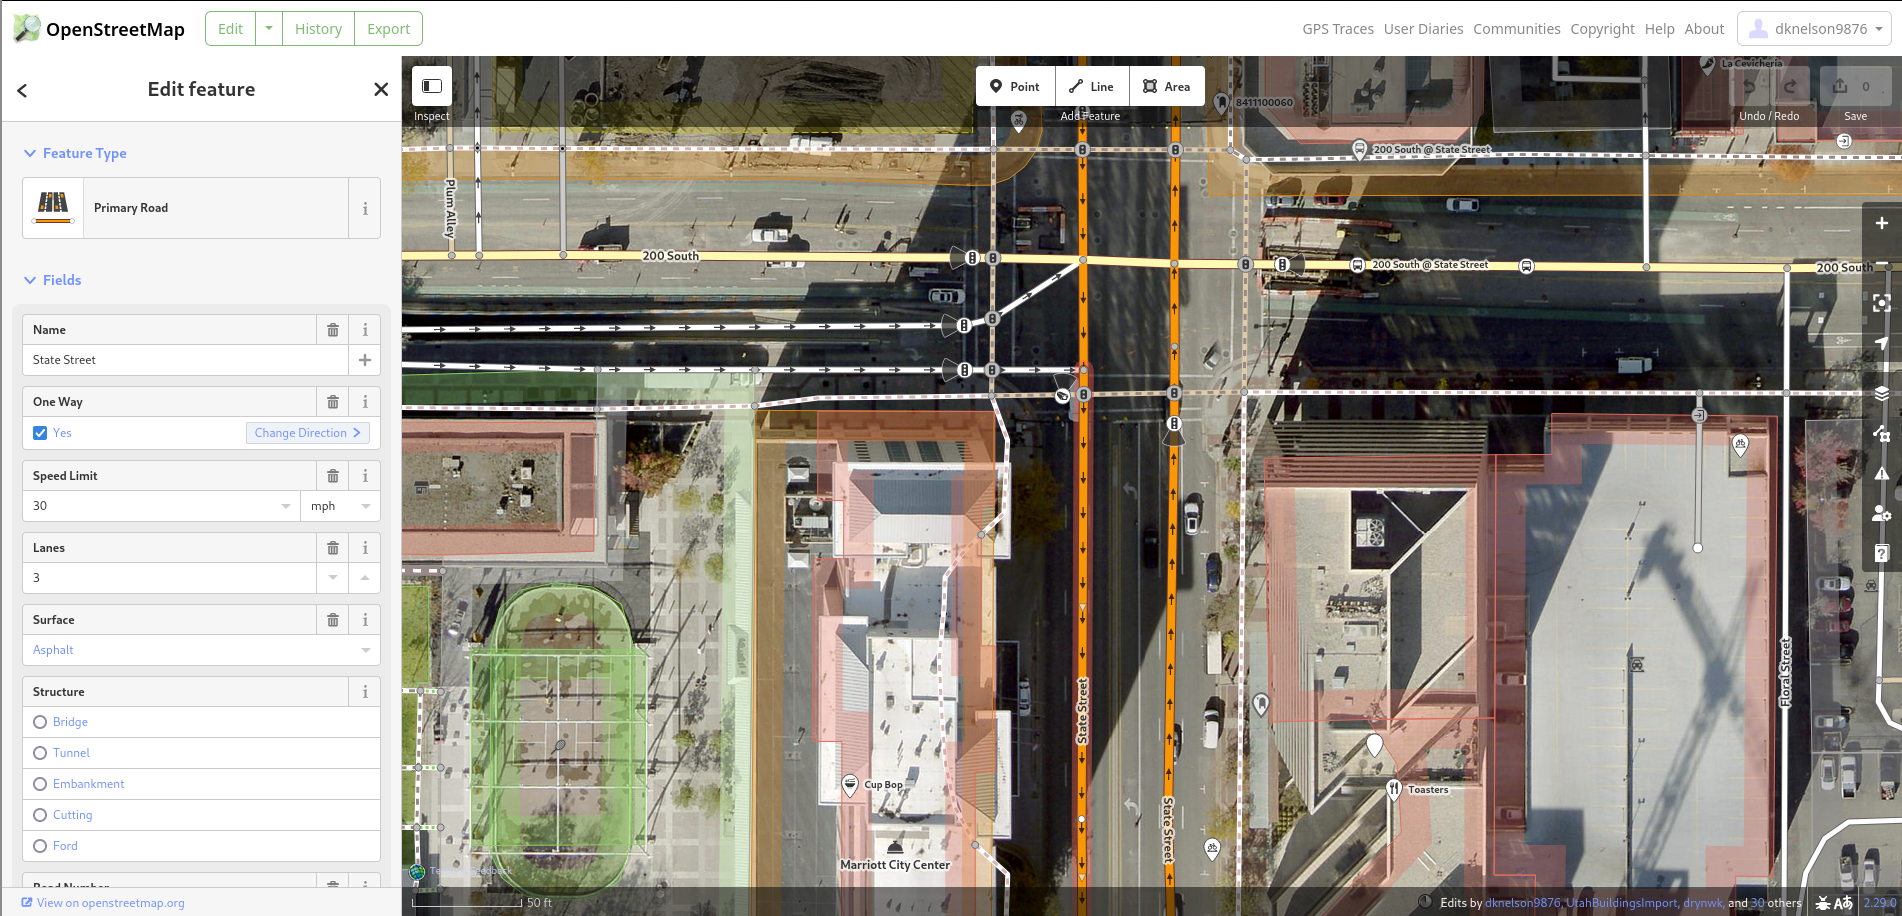 OpenStreetMap
Edit
History
Export
GPS Traces
User Diaries
Communities
Copyright
Help
About
dknelson9876
Edit feature
Inspect
Point
Line
Area
Add Feature
Undo / Redo
0
Save
Feature Type
Primary Road
Fields
Name
State Street
One Way
Yes
Change Direction
Speed Limit
30
mph
Lanes
3
Surface
Asphalt
Structure
Bridge
Tunnel
Embankment
Cutting
Ford
Road Number
View on openstreetmap.org
La Cevicheria
8411100060
200 South @ State Street
Plum Alley
200 South
200 South @ State Street
200 South
State Street
State Street
Floral Street
Cup Bop
Toasters
Marriott City Center
50 ft
Edits by dknelson9876, UtahBuildingsImport, drynwk, and 30 others
2.29.0